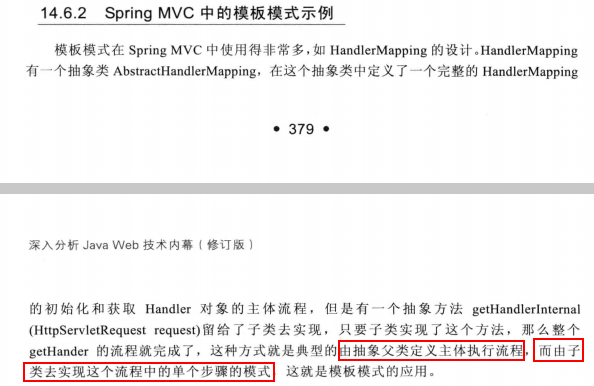 14.6.2 Spring MVC 中的模板模式示例
模板模式在 Spring MVC 中使用得非常多,如 HandlerMapping 的设计。HandlerMapping
有一个抽象类 AbstractHandlerMapping，在这个抽象类中定义了一个完整的 HandlerMapping
• 379 •
深入分析 Java Web 技术内幕（修订版）
的初始化和获取 Handler 对象的主体流程，但是有一个抽象方法 getHandlerInternal
(HttpServletRequest request)留给了子类去实现，只要子类实现了这个方法，那么整个
getHander 的流程就完成了，这种方式就是典型的由抽象父类定义主体执行流程，而由子
类去实现这个流程中的单个步骤的模式 这就是模板模式的应用。